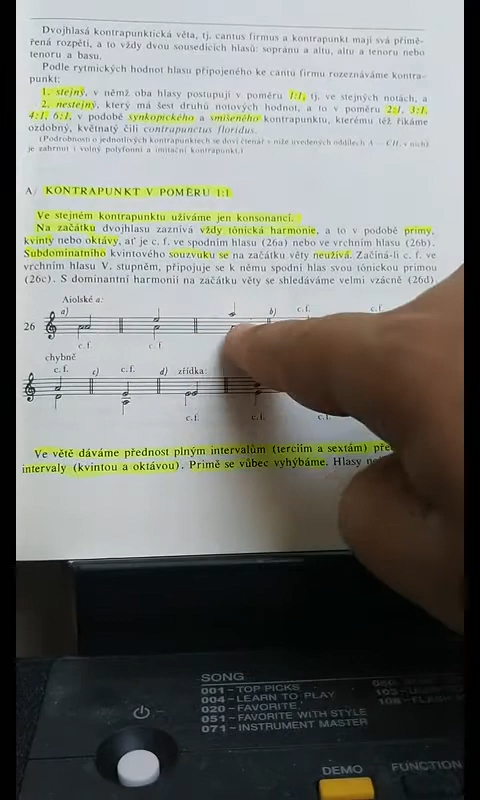 Dvojhlasá kontrapunktická věta, tj. cantus firmus a kontrapunkt mají svá přimě-
řená rozpětí, a to vždy dvou sousedících hlasů: sopránu a altu, altu a tenoru nebo
tenoru a basu.
Podle rytmických hodnot hlasu připojeného ke cantu firmu rozeznáváme kontra-
punkt:
1. stejný, v němž oba hlasy postupují v poměru 1:1, tj. ve stejných notách, a
2. nestejný, který má šest druhů notových hodnot, a to v poměru 2:1, 3:1,
4:1, 6:1, v podobě synkopického a smíšeného kontrapunktu, kterému též říkáme
ozdobný, květnatý čili contrapunctus floridus.
(Podrobnosti o jednotlivých kontrapunktech se doví čtenář v níže uvedených oddílech A — CH, v nichž
je zahrnut i volný polyfonní a imitační kontrapunkt.)
A/ KONTRAPUNKT V POMĚRU 1:1
Ve stejném kontrapunktu užíváme jen konsonancí.
Na začátku dvojhlasu zaznívá vždy tónická harmonie, a to v podobě primy,
kvinty nebo oktávy, ať je c. f. ve spodním hlasu (26a) nebo ve vrchním hlasu (26b).
Subdominatního kvintového souzvuku se na začátku věty neužívá. Začíná-li c. f. ve
vrchním hlasu V. stupněm, připojuje se k němu spodní hlas svou tónickou primou
(26c). S dominantní harmonií na začátku věty se shledáváme velmi vzácně (26d).
Aiolské a:
a) b) c.f. c.f.
26
c.f. c.f.
chybně
c.f. c) c.f. d) zřídka:
c.f. c.f. c.f.
Ve větě dáváme přednost plným intervalům (terciím a sextám)
intervaly (kvintou a oktávou). Primě se vůbec vyhýbáme. Hlasy
SONG
001 – TOP PICKS
004 – LEARN TO PLAY
020 – FAVORITE
051 – FAVORITE WITH STYLE
071 – INSTRUMENT MASTER
DEMO FUNCTION